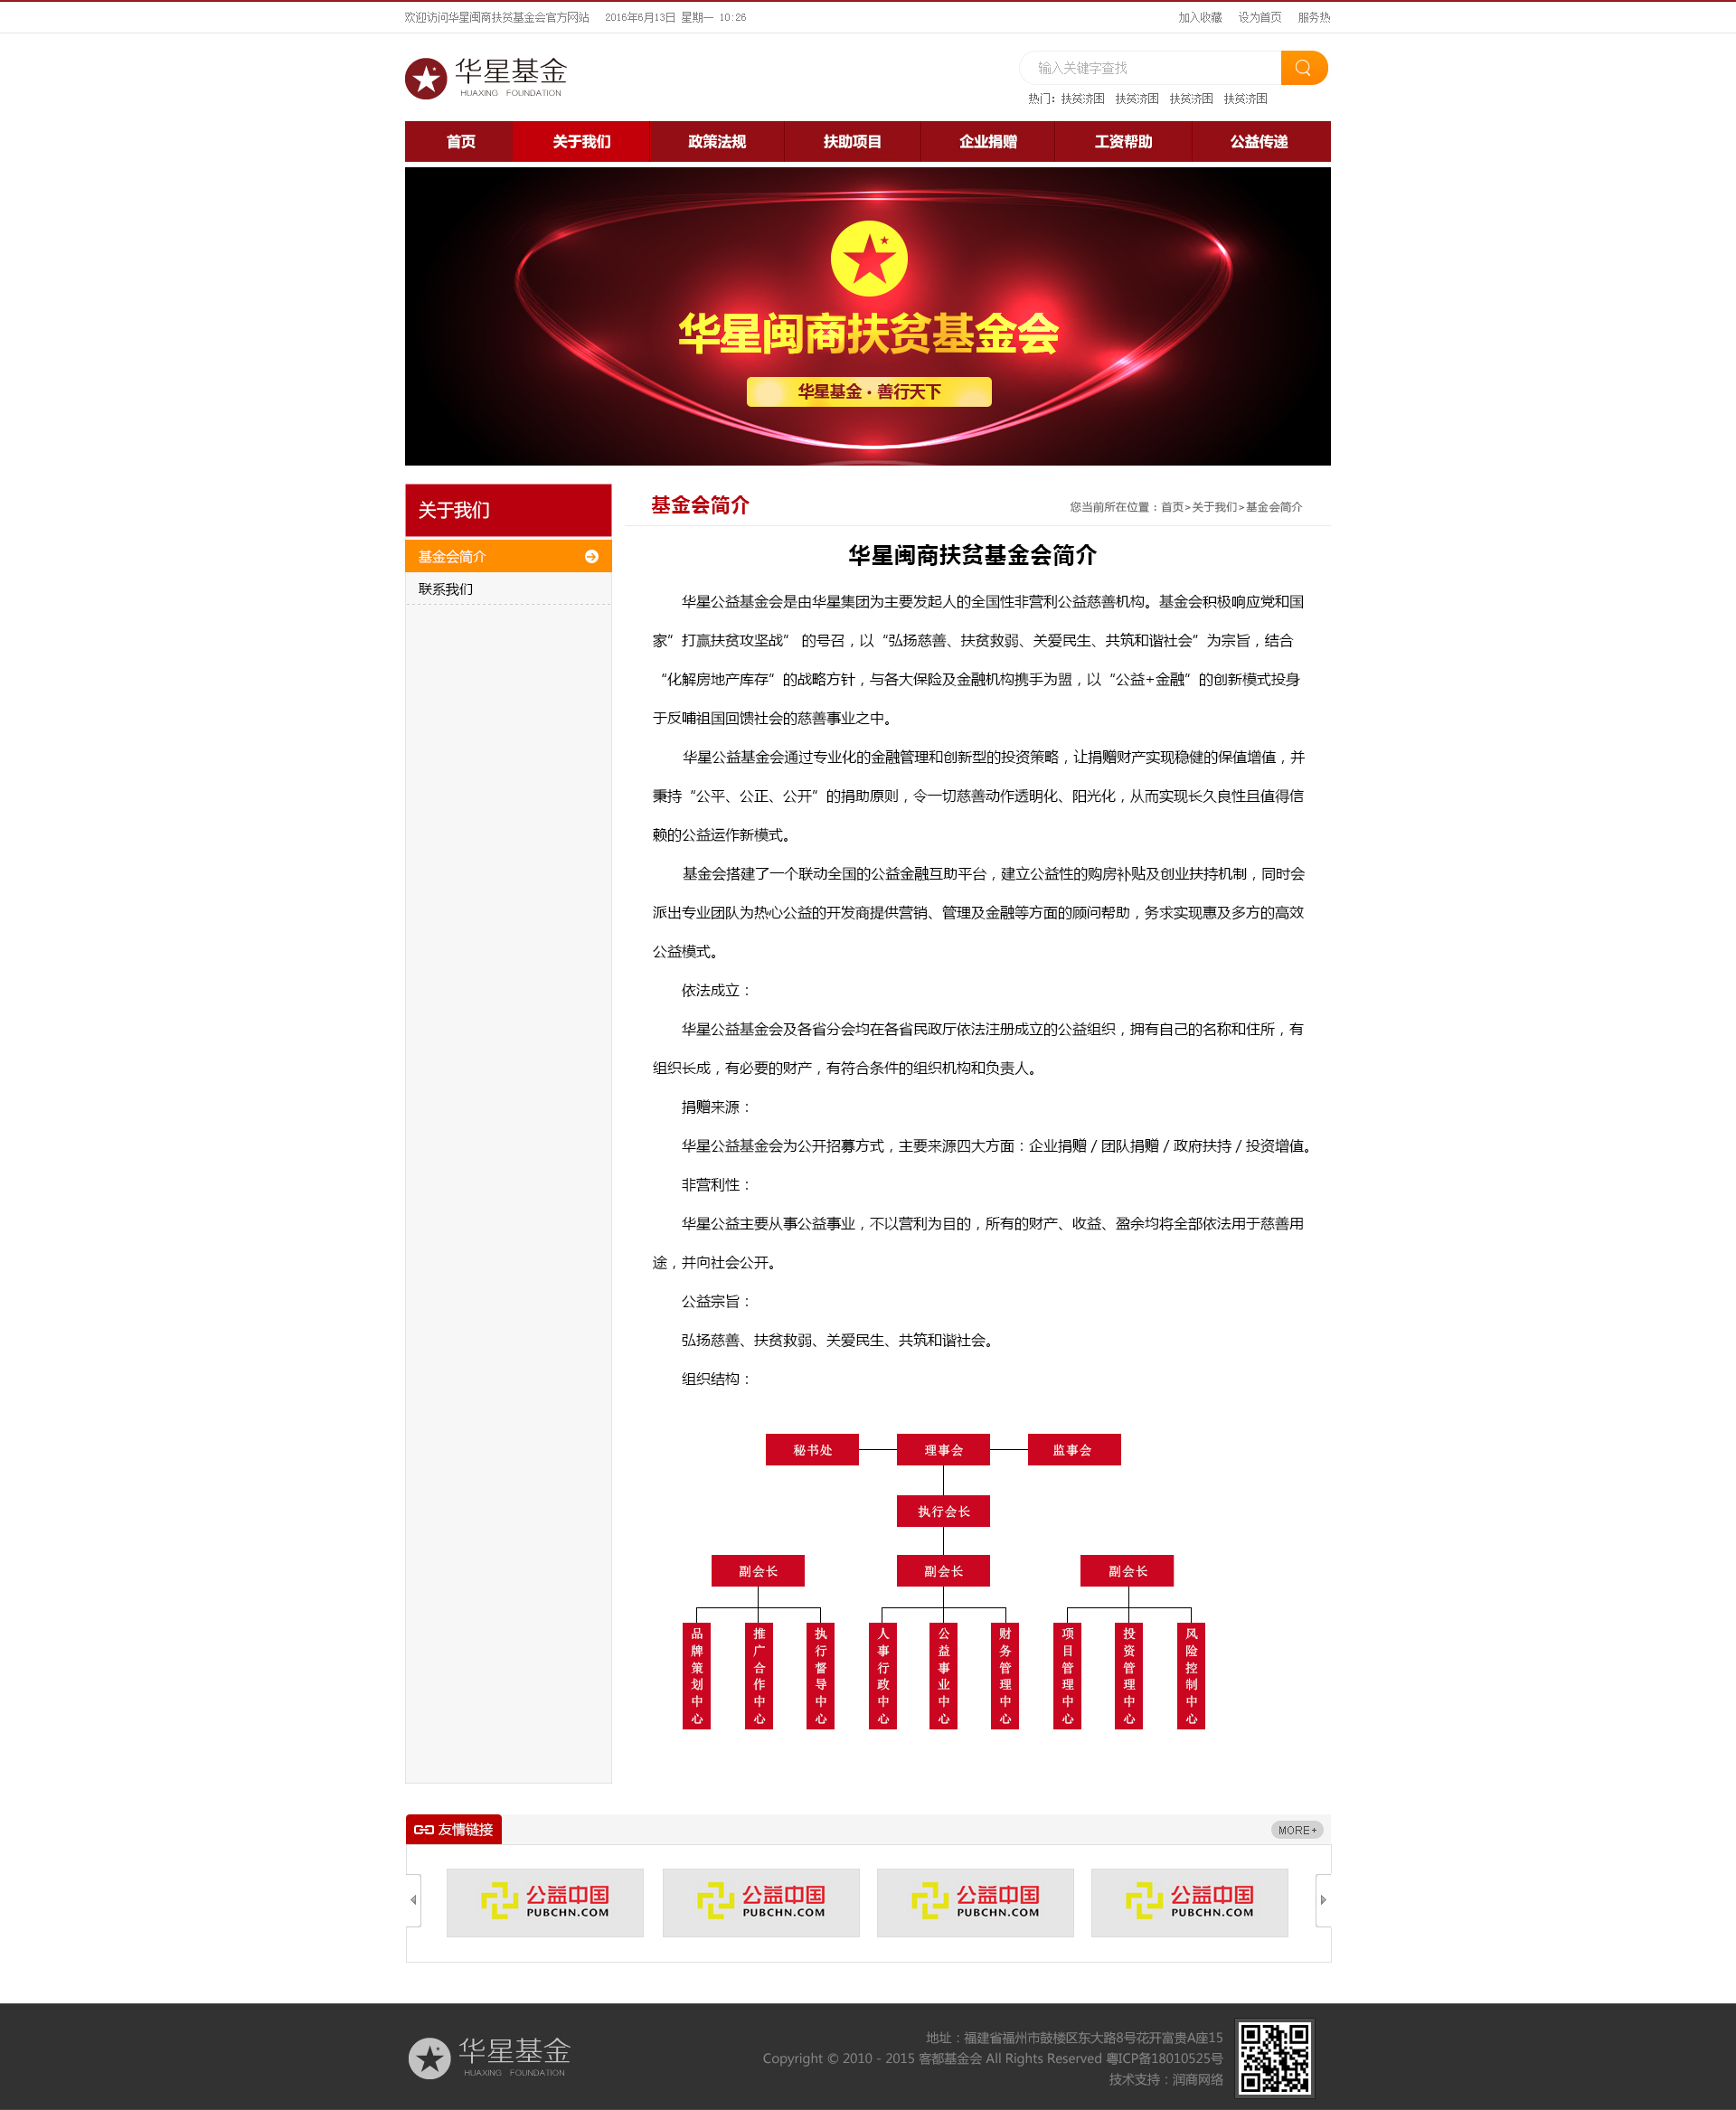 欢迎访问华星闽商扶贫基金会官方网站 2016年6月13日 星期一 10:26
加入收藏 设为首页 服务热
华星基金
HUAXING FOUNDATION
输入关键字查找
热门：扶贫济困 扶贫济困 扶贫济困 扶贫济困
首页 关于我们 政策法规 扶助项目 企业捐赠 工资帮助 公益传递
华星闽商扶贫基金会
华星基金·善行天下
关于我们
基金会简介
联系我们
基金会简介
您当前所在位置：首页>关于我们>基金会简介
华星闽商扶贫基金会简介
华星公益基金会是由华星集团为主要发起人的全国性非营利公益慈善机构。基金会积极响应党和国
家”打赢扶贫攻坚战” 的号召，以“弘扬慈善、扶贫救弱、关爱民生、共筑和谐社会”为宗旨，结合
“化解房地产库存”的战略方针，与各大保险及金融机构携手为盟，以“公益+金融”的创新模式投身
于反哺祖国回馈社会的慈善事业之中。
华星公益基金会通过专业化的金融管理和创新型的投资策略，让捐赠财产实现稳健的保值增值，并
秉持“公平、公正、公开”的捐助原则，令一切慈善动作透明化、阳光化，从而实现长久良性且值得信
赖的公益运作新模式。
基金会搭建了一个联动全国的公益金融互助平台，建立公益性的购房补贴及创业扶持机制，同时会
派出专业团队为热心公益的开发商提供营销、管理及金融等方面的顾问帮助，务求实现惠及多方的高效
公益模式。
依法成立：
华星公益基金会及各省分会均在各省民政厅依法注册成立的公益组织，拥有自己的名称和住所，有
组织长成，有必要的财产，有符合条件的组织机构和负责人。
捐赠来源：
华星公益基金会为公开招募方式，主要来源四大方面：企业捐赠 / 团队捐赠 / 政府扶持 / 投资增值。
非营利性：
华星公益主要从事公益事业，不以营利为目的，所有的财产、收益、盈余均将全部依法用于慈善用
途，并向社会公开。
公益宗旨：
弘扬慈善、扶贫救弱、关爱民生、共筑和谐社会。
组织结构：
秘书处 理事会 监事会
执行会长
副会长 副会长 副会长
品牌策划中心 推广合作中心 执行督导中心 人事行政中心 公益事业中心 财务管理中心 项目管理中心 投资管理中心 风险控制中心
友情链接
MORE+
公益中国 公益中国 公益中国 公益中国
PUBCHN.COM PUBCHN.COM PUBCHN.COM PUBCHN.COM
华星基金
HUAXING FOUNDATION
地址：福建省福州市鼓楼区东大路8号花开富贵A座15
Copyright © 2010 - 2015 客都基金会 All Rights Reserved 粤ICP备18010525号
技术支持：润商网络